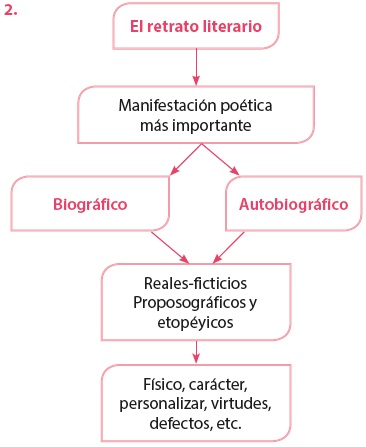 2.
El retrato literario
Manifestación poética
más importante
Biográfico
Autobiográfico
Reales-ficticios
Proposográficos y
etopéyicos
Físico, carácter,
personalizar, virtudes,
defectos, etc.